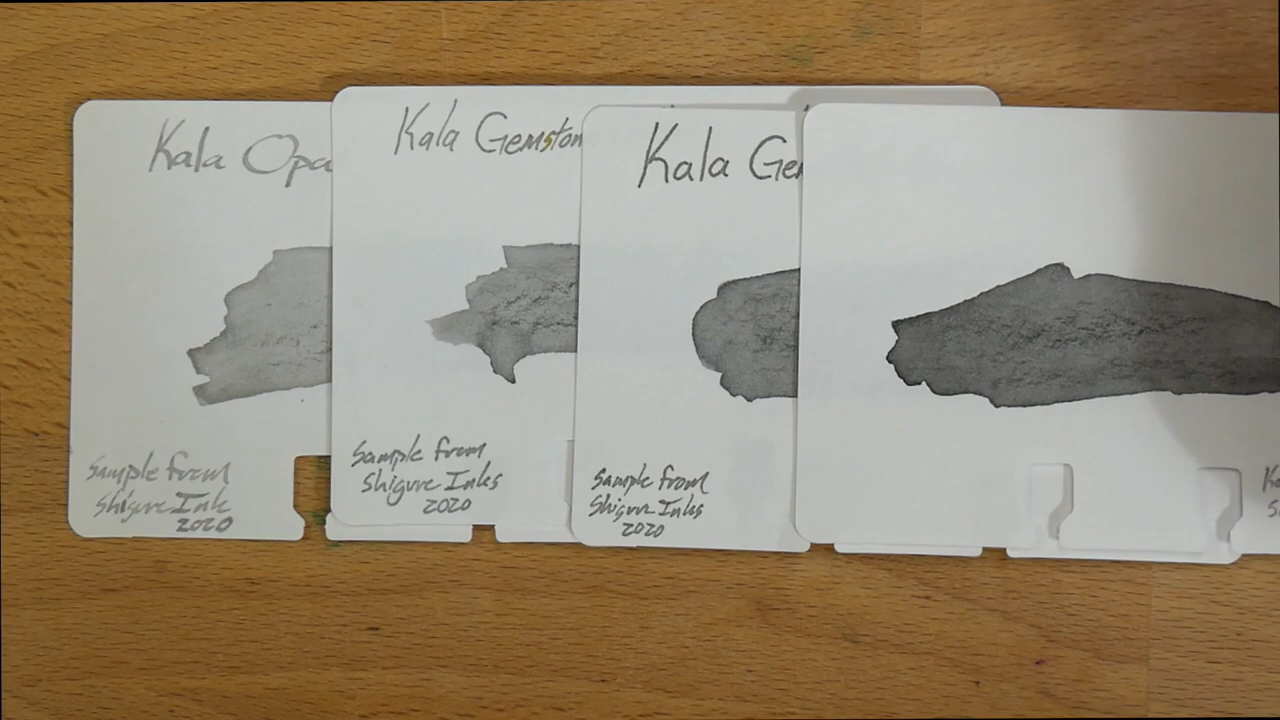 Kala Opa
Sample from
Shigure Ink
2020
Kala Gemston
Sample from
Shigure Inks
2020
Kala Ge
Sample from
Shigure Inks
2020